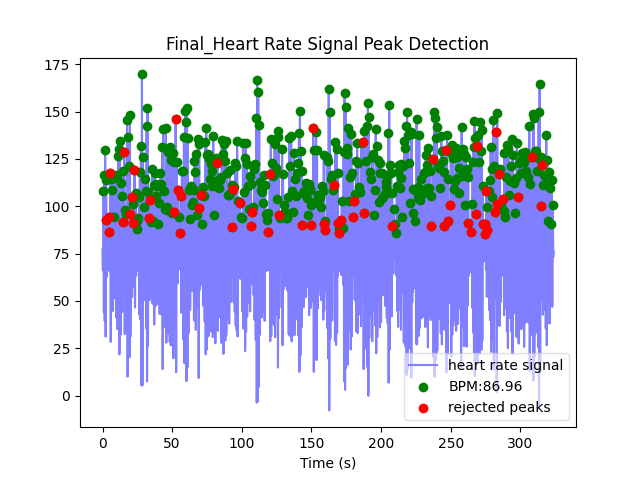 Final_Heart Rate Signal Peak Detection
175
150
125
100
75
50
25
0
heart rate signal
BPM:86.96
rejected peaks
0 50 100 150 200 250 300
Time (s)